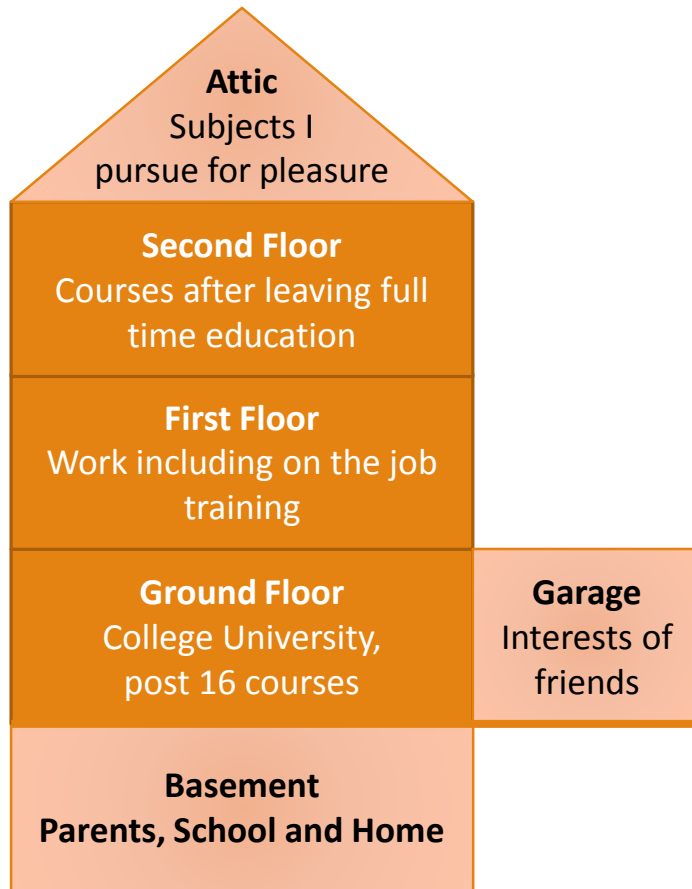 Attic
Subjects I
pursue for pleasure
Second Floor
Courses after leaving full
time education
First Floor
Work including on the job
training
Ground Floor
College University,
post 16 courses
Garage
Interests of
friends
Basement
Parents, School and Home